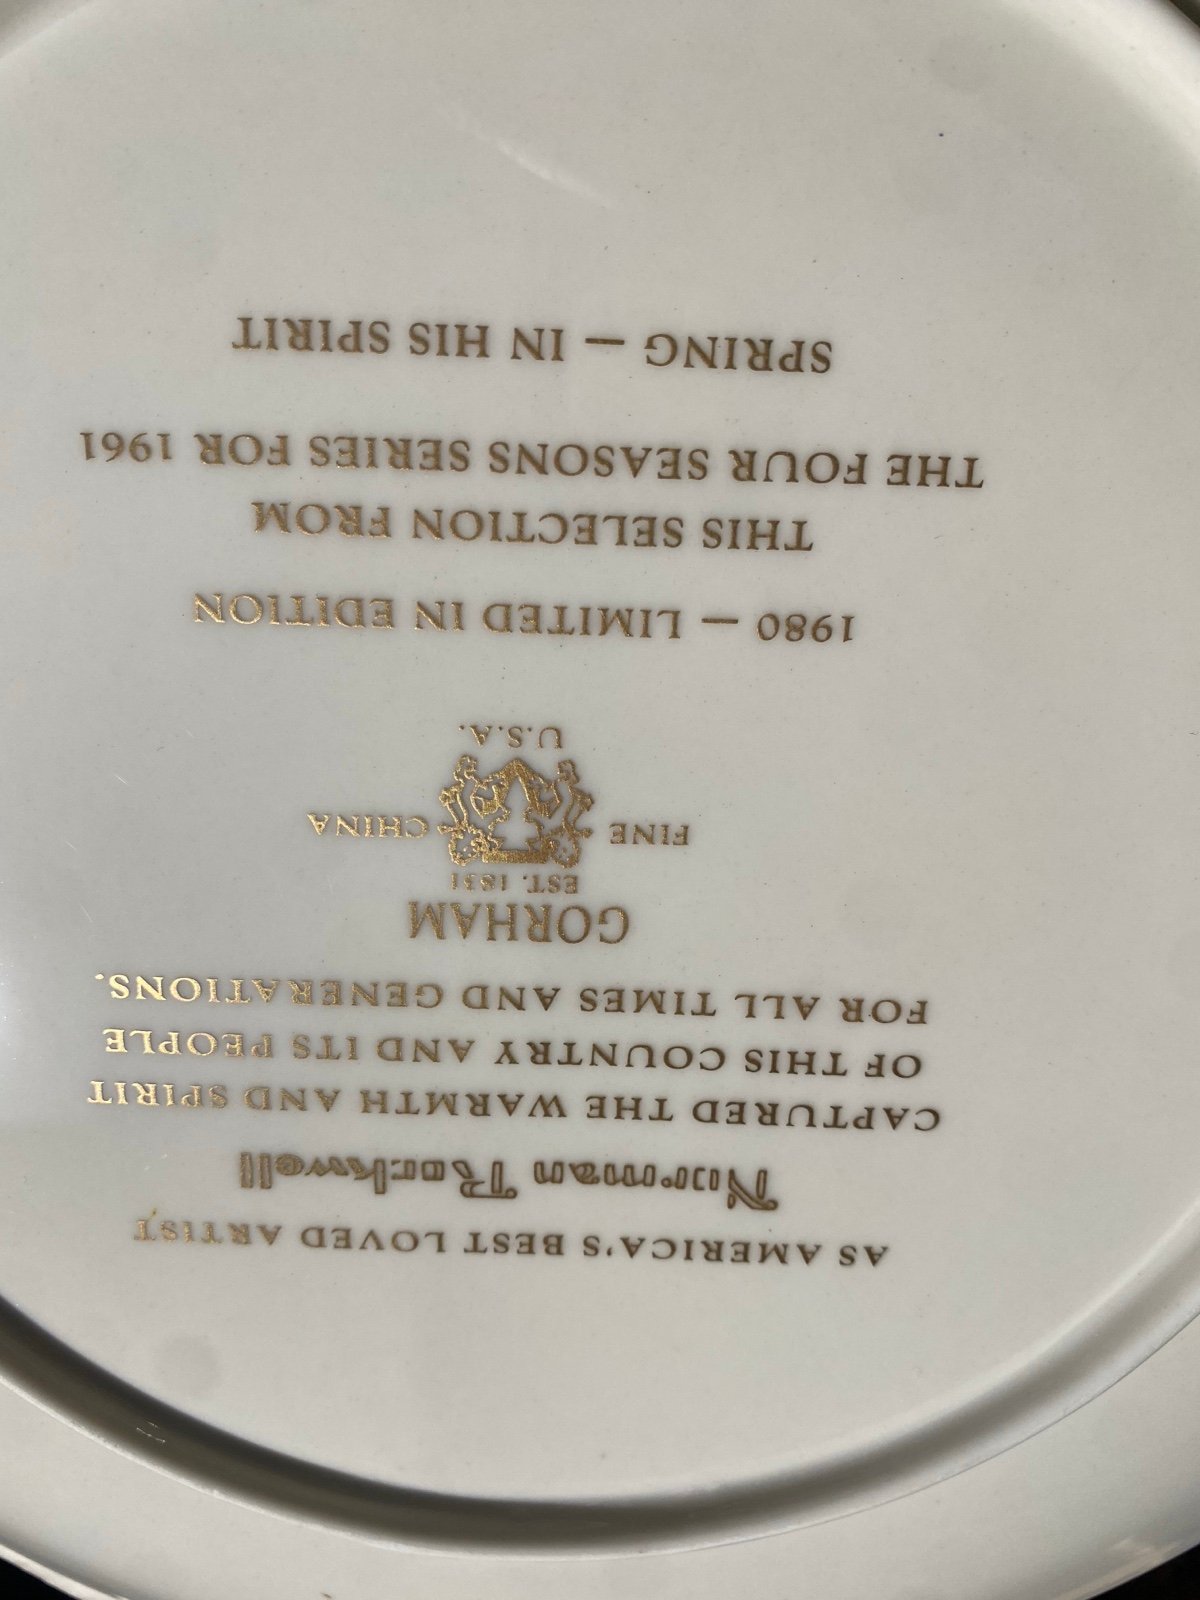 AS AMERICA'S BEST LOVED ARTIST
Norman Rockwell
CAPTURED THE WARMTH AND SPIRIT
OF THIS COUNTRY AND ITS PEOPLE
FOR ALL TIMES AND GENERATIONS.
GORHAM
EST. 1831
FINE CHINA
U.S.A.
1980 — LIMITED IN EDITION
THIS SELECTION FROM
THE FOUR SEASONS SERIES FOR 1961
SPRING — IN HIS SPIRIT